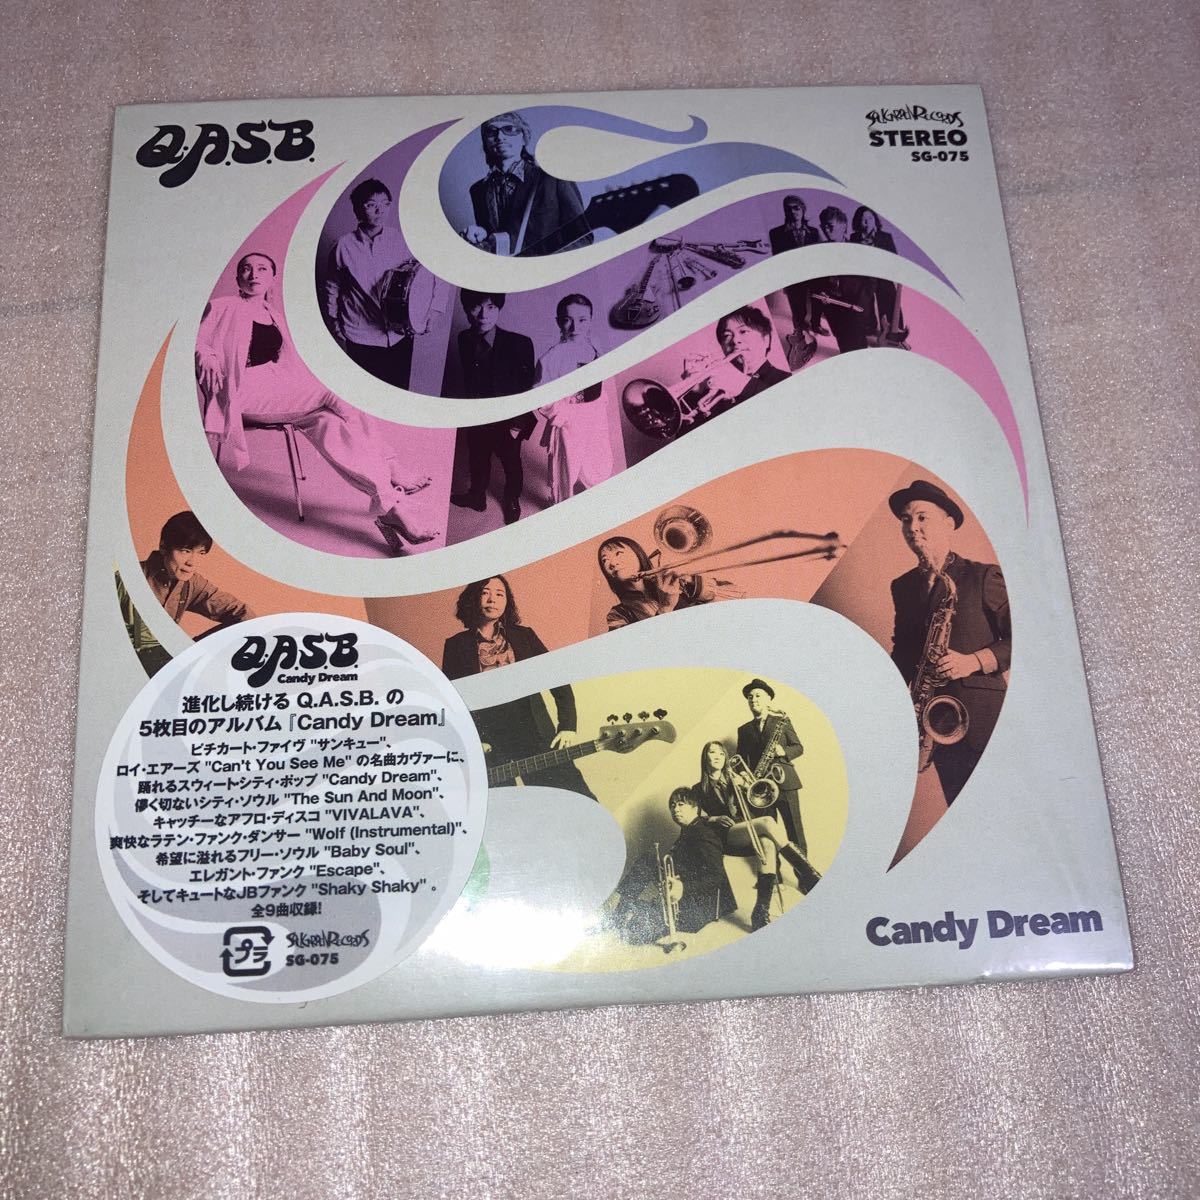 Q.A.S.B.
SAUGREENRECORDS
STEREO
SG-075
Q.A.S.B.
Candy Dream
進化し続ける Q.A.S.B. の
5枚目のアルバム『Candy Dream』
ピチカート・ファイヴ "サンキュー"、
ロイ・エアーズ "Can't You See Me" の名曲カヴァーに、
踊れるスウィートシティ・ポップ "Candy Dream"、
儚く切ないシティ・ソウル "The Sun And Moon"、
キャッチーなアフロ・ディスコ "VIVALAVA"、
爽快なラテン・ファンク・ダンサー "Wolf (Instrumental)"、
希望に溢れるフリー・ソウル "Baby Soul"、
エレガント・ファンク "Escape"、
そしてキュートなJBファンク "Shaky Shaky" 。
全9曲収録!
プラ
SG-075
Candy Dream